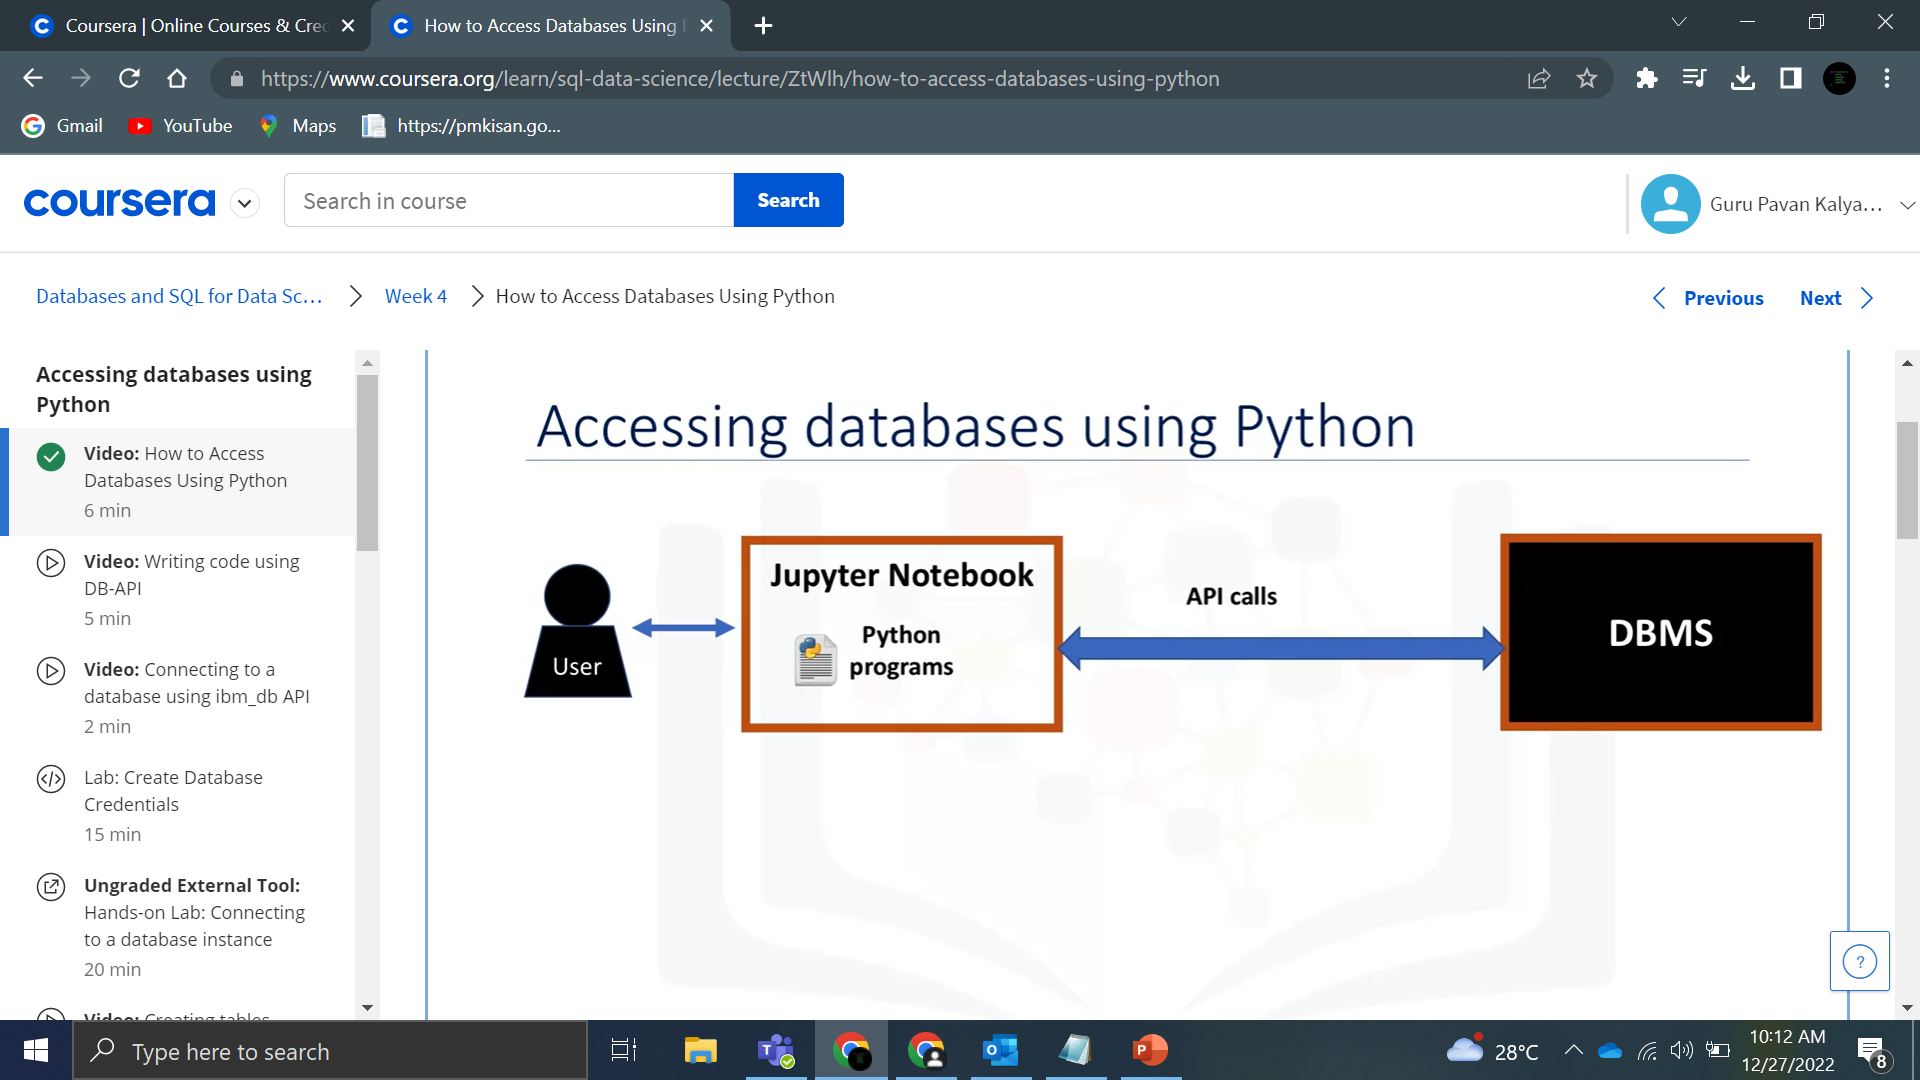 Coursera | Online Courses & Cre
How to Access Databases Using
https://www.coursera.org/learn/sql-data-science/lecture/ZtWlh/how-to-access-databases-using-python
Gmail
YouTube
Maps
https://pmkisan.go...
coursera
Search in course
Search
Guru Pavan Kalya...
Databases and SQL for Data Sc...
Week 4
How to Access Databases Using Python
Previous
Next
Accessing databases using
Python
Video: How to Access
Databases Using Python
6 min
Video: Writing code using
DB-API
5 min
Video: Connecting to a
database using ibm_db API
2 min
Lab: Create Database
Credentials
15 min
Ungraded External Tool:
Hands-on Lab: Connecting
to a database instance
20 min
Video: Creating tables
Accessing databases using Python
User
Jupyter Notebook
Python
programs
API calls
DBMS
?
Type here to search
28°C
10:12 AM
12/27/2022
8